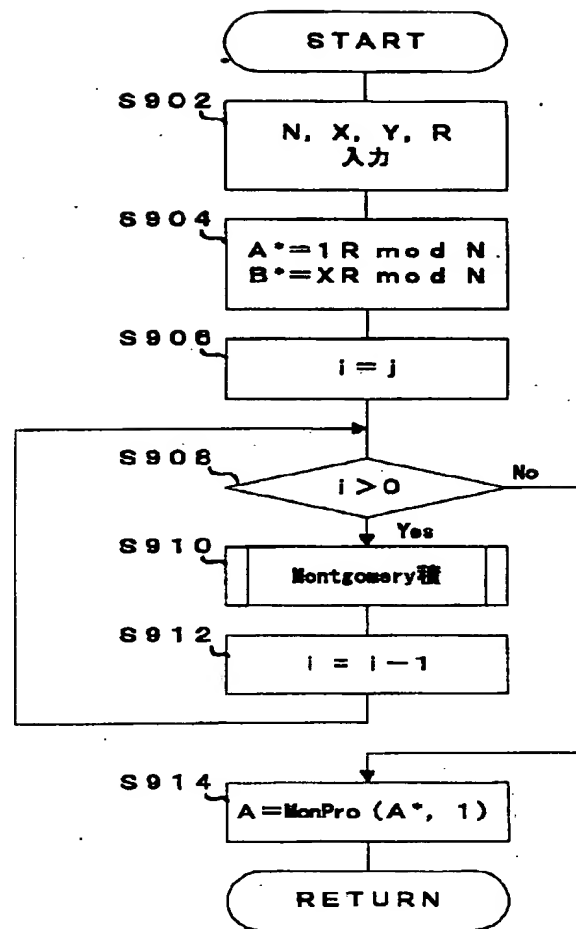 START
S902
N, X, Y, R
入力
S904
A*=1R mod N
B*=XR mod N
S906
i=j
S908
i>0
No
Yes
S910
Montgomery積
S912
i = i-1
S914
A=MonPro(A*, 1)
RETURN